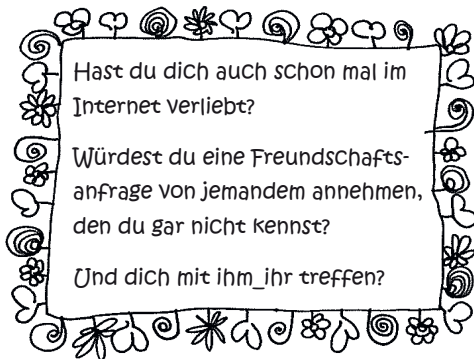 Hast du dich auch schon mal im
Internet verliebt?
Würdest du eine Freundschafts-
anfrage von jemandem annehmen,
den du gar nicht kennst?
Und dich mit ihm_ihr treffen?